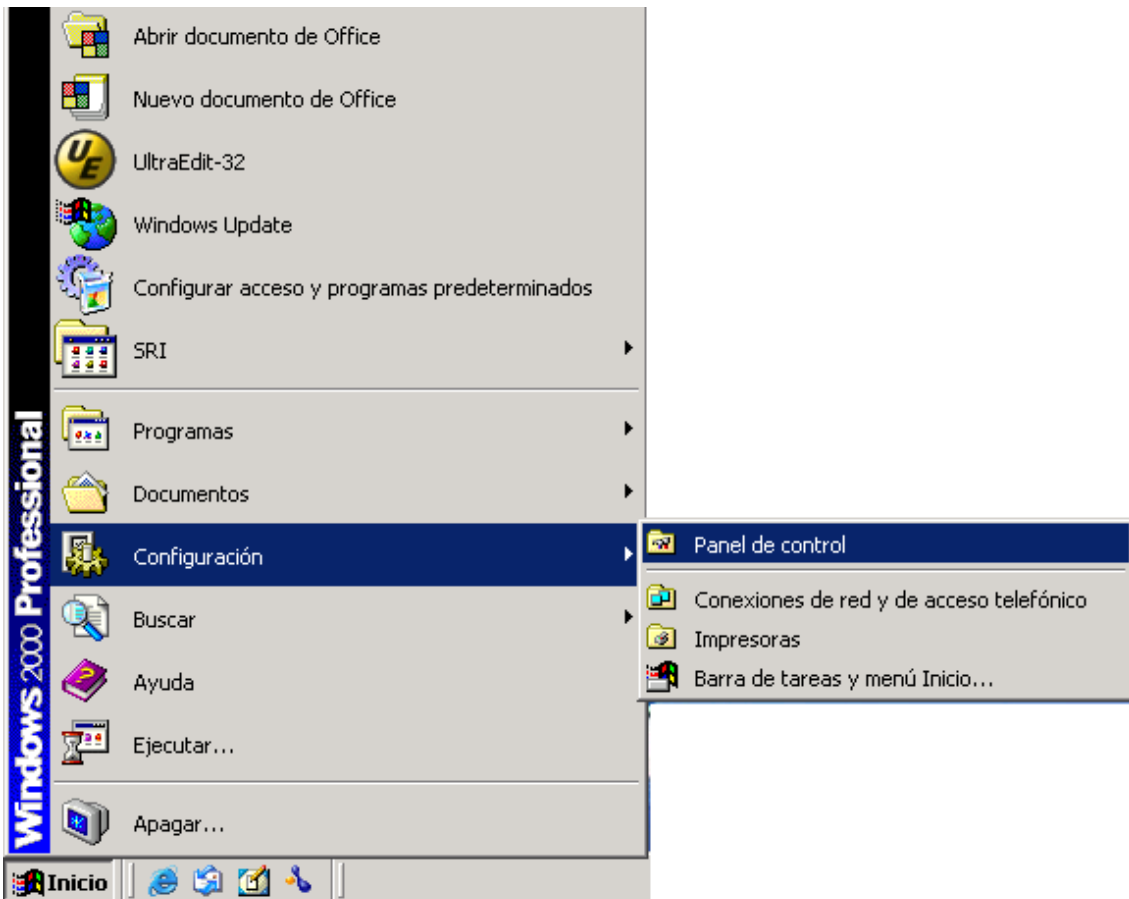 Abrir documento de Office
Nuevo documento de Office
UE
UltraEdit-32
Windows Update
Configurar acceso y programas predeterminados
SRI
Programas
Documentos
Configuración
Buscar
Ayuda
Ejecutar...
Apagar...
Windows 2000 Professional
Panel de control
Conexiones de red y de acceso telefónico
Impresoras
Barra de tareas y menú Inicio...
Inicio